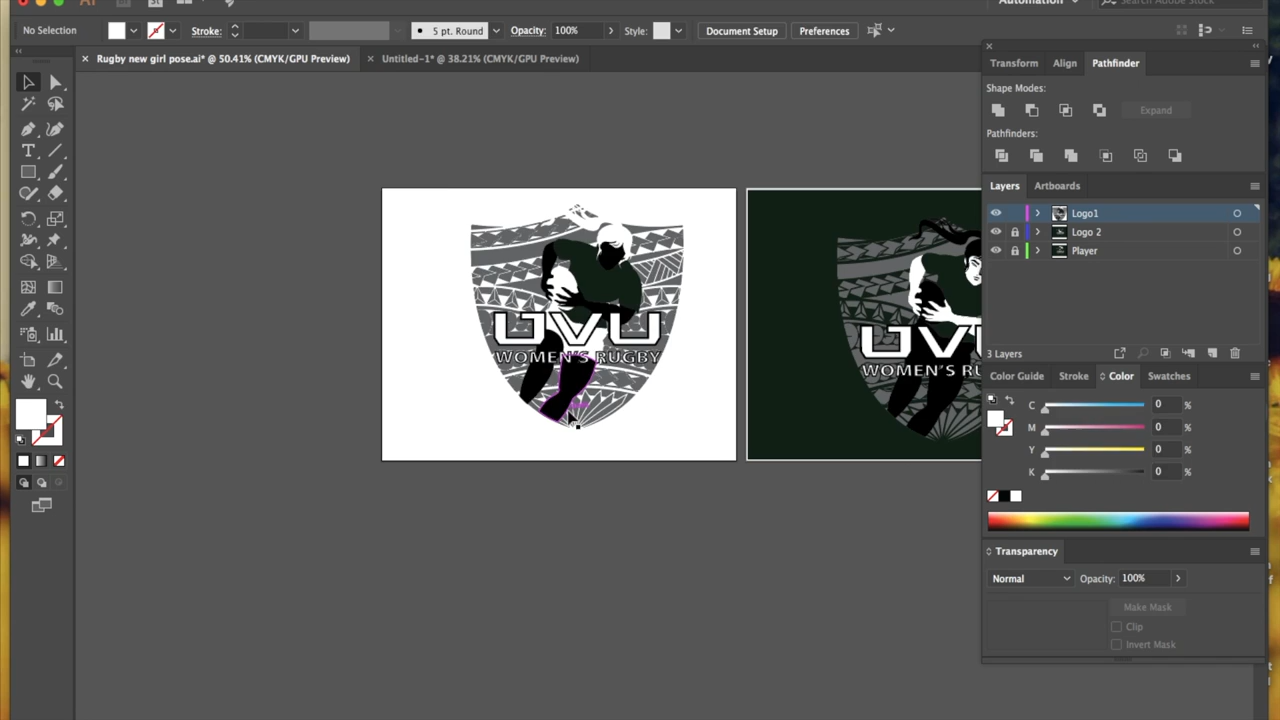 Automation
Search Adobe Stock
No Selection
Stroke:
5 pt. Round
Opacity: 100%
Style:
Document Setup
Preferences
Rugby new girl pose.ai* @ 50.41% (CMYK/GPU Preview)
Untitled-1* @ 38.21% (CMYK/GPU Preview)
Transform
Align
Pathfinder
Shape Modes:
Expand
Pathfinders:
Layers
Artboards
Logo1
Logo 2
Player
3 Layers
UVU
WOMEN'S RUGBY
UVU
WOMEN'S RU
Color Guide
Stroke
Color
Swatches
C 0 %
M 0 %
Y 0 %
K 0 %
Transparency
Normal
Opacity: 100%
Make Mask
Clip
Invert Mask